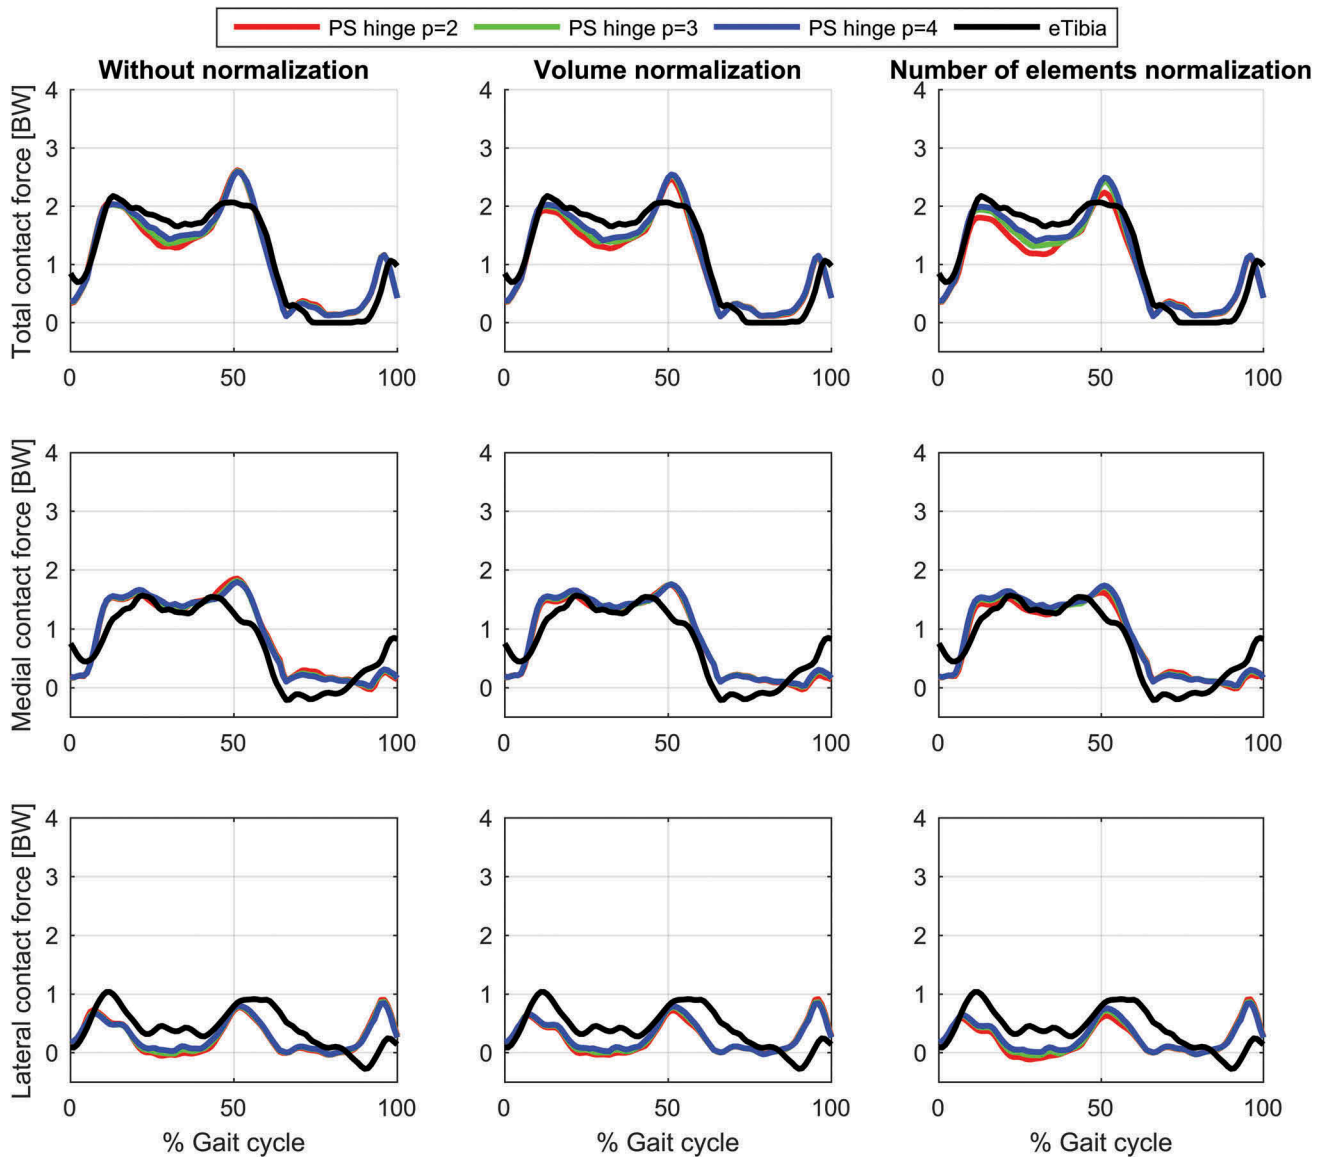 PS hinge p=2 PS hinge p=3 PS hinge p=4 eTibia
Without normalization Volume normalization Number of elements normalization
Total contact force [BW]
4 4 4
3 3 3
2 2 2
1 1 1
0 0 0
0 50 100 0 50 100 0 50 100
Medial contact force [BW]
4 4 4
3 3 3
2 2 2
1 1 1
0 0 0
0 50 100 0 50 100 0 50 100
Lateral contact force [BW]
4 4 4
3 3 3
2 2 2
1 1 1
0 0 0
0 50 100 0 50 100 0 50 100
% Gait cycle % Gait cycle % Gait cycle